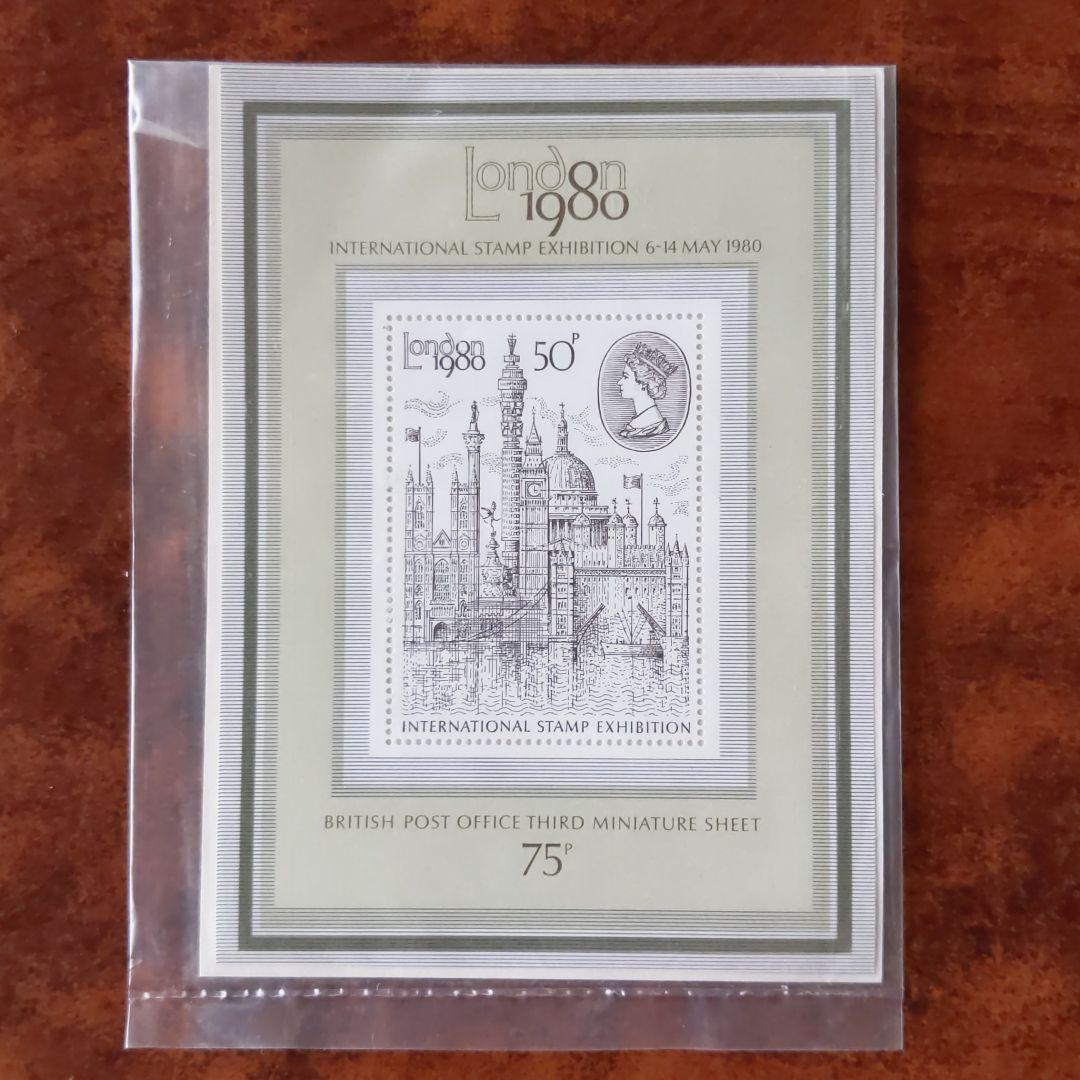 London
1980
INTERNATIONAL STAMP EXHIBITION 6-14 MAY 1980
London
1980
50P
INTERNATIONAL STAMP EXHIBITION
BRITISH POST OFFICE THIRD MINIATURE SHEET
75P